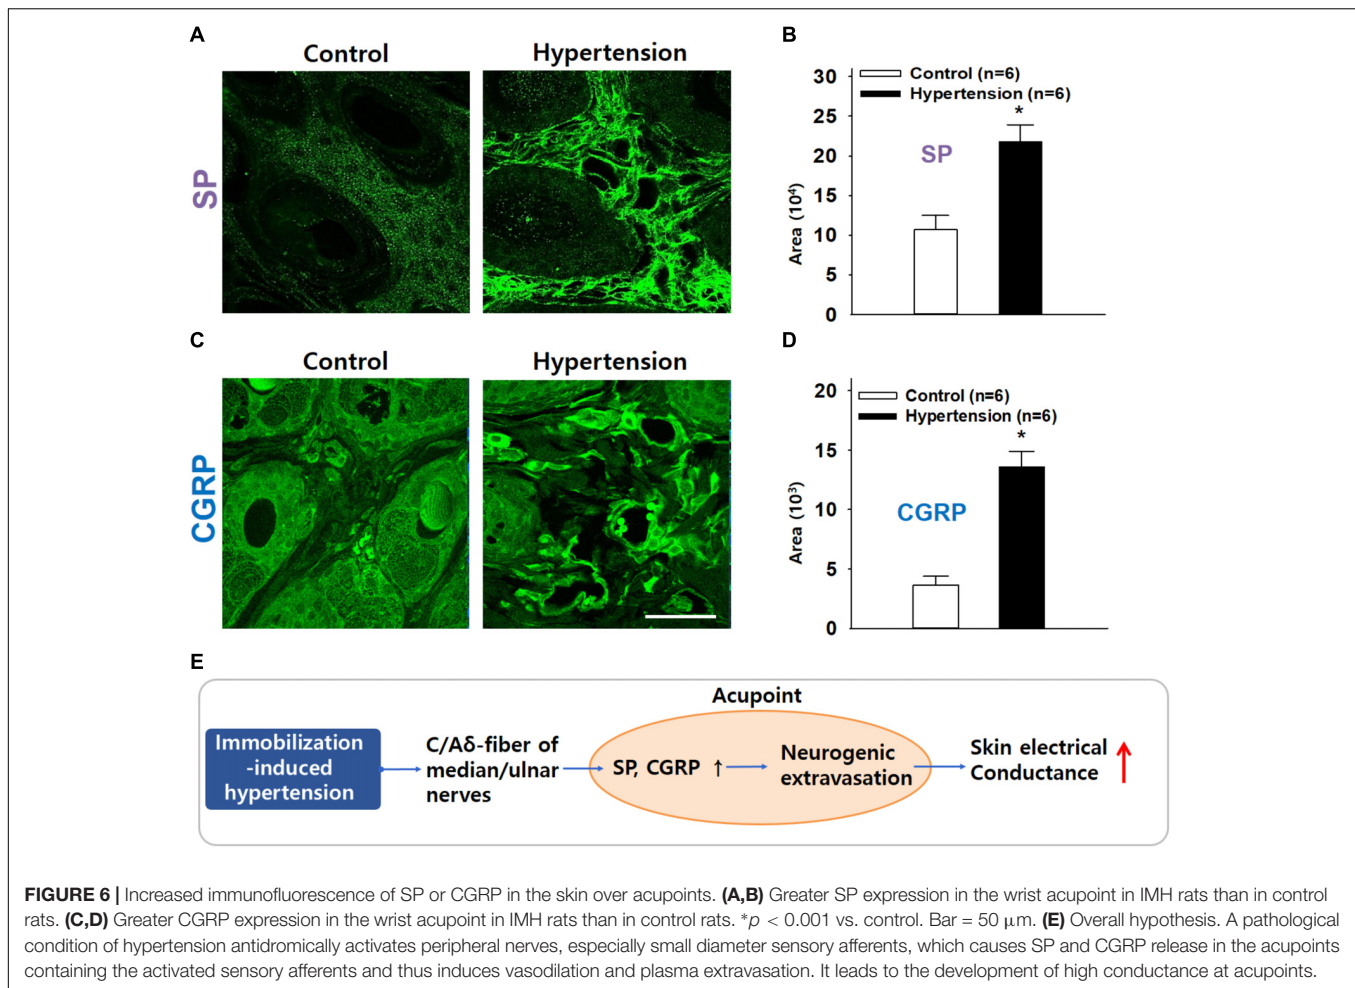 A
Control
Hypertension
SP
B
30
25
20
15
10
5
0
Area (10⁴)
Control (n=6)
Hypertension (n=6)
*
SP
C
Control
Hypertension
CGRP
D
20
15
10
5
0
Area (10³)
Control (n=6)
Hypertension (n=6)
*
CGRP
E
Acupoint
Immobilization
-induced
hypertension
C/Aδ-fiber of
median/ulnar
nerves
SP, CGRP ↑
Neurogenic
extravasation
Skin electrical
Conductance
FIGURE 6 | Increased immunofluorescence of SP or CGRP in the skin over acupoints. (A,B) Greater SP expression in the wrist acupoint in IMH rats than in control
rats. (C,D) Greater CGRP expression in the wrist acupoint in IMH rats than in control rats. *p < 0.001 vs. control. Bar = 50 μm. (E) Overall hypothesis. A pathological
condition of hypertension antidromically activates peripheral nerves, especially small diameter sensory afferents, which causes SP and CGRP release in the acupoints
containing the activated sensory afferents and thus induces vasodilation and plasma extravasation. It leads to the development of high conductance at acupoints.